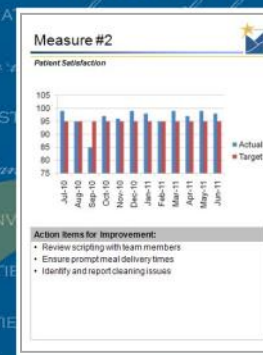 Measure #2
Patient Satisfaction
105
100
95
90
85
80
75
Actual
Target
Jul-10
Aug-10
Sep-10
Oct-10
Nov-10
Dec-10
Jan-11
Feb-11
Mar-11
Apr-11
May-11
Jun-11
Action Items for Improvement:
• Review scripting with team members
• Ensure prompt meal delivery times
• Identify and report cleaning issues